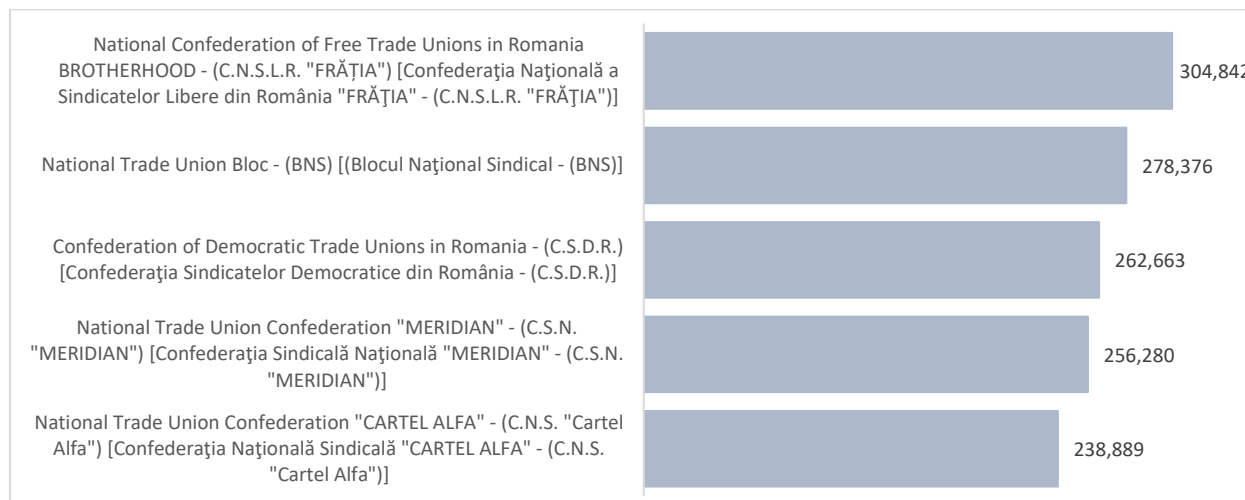 National Confederation of Free Trade Unions in Romania
BROTHERHOOD - (C.N.S.L.R. "FRĂȚIA") [Confederaţia Naţională a
Sindicatelor Libere din România "FRĂŢIA" - (C.N.S.L.R. "FRĂŢIA")]
304,842
National Trade Union Bloc - (BNS) [(Blocul Naţional Sindical - (BNS)]
278,376
Confederation of Democratic Trade Unions in Romania - (C.S.D.R.)
[Confederaţia Sindicatelor Democratice din România - (C.S.D.R.)]
262,663
National Trade Union Confederation "MERIDIAN" - (C.S.N.
"MERIDIAN") [Confederaţia Sindicală Naţională "MERIDIAN" - (C.S.N.
"MERIDIAN")]
256,280
National Trade Union Confederation "CARTEL ALFA" - (C.N.S. "Cartel
Alfa") [Confederaţia Naţională Sindicală "CARTEL ALFA" - (C.N.S.
"Cartel Alfa")]
238,889